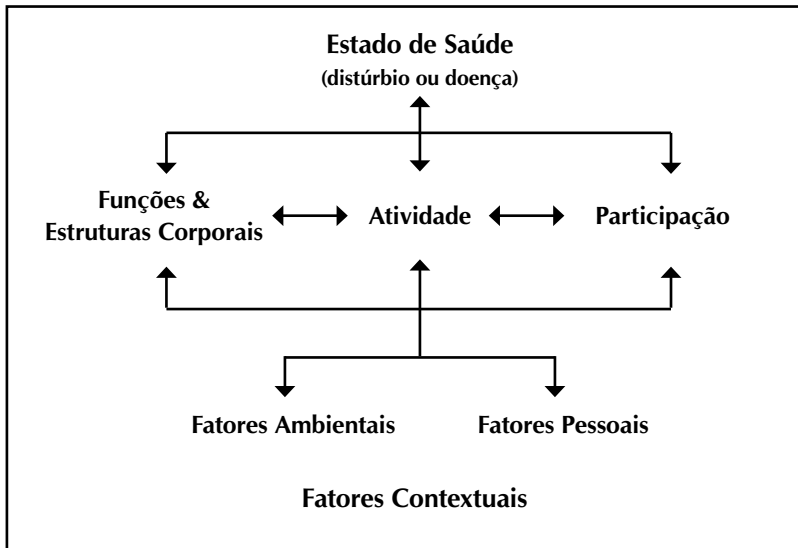 Estado de Saúde
(distúrbio ou doença)
Funções &
Estruturas Corporais
Atividade
Participação
Fatores Ambientais
Fatores Pessoais
Fatores Contextuais